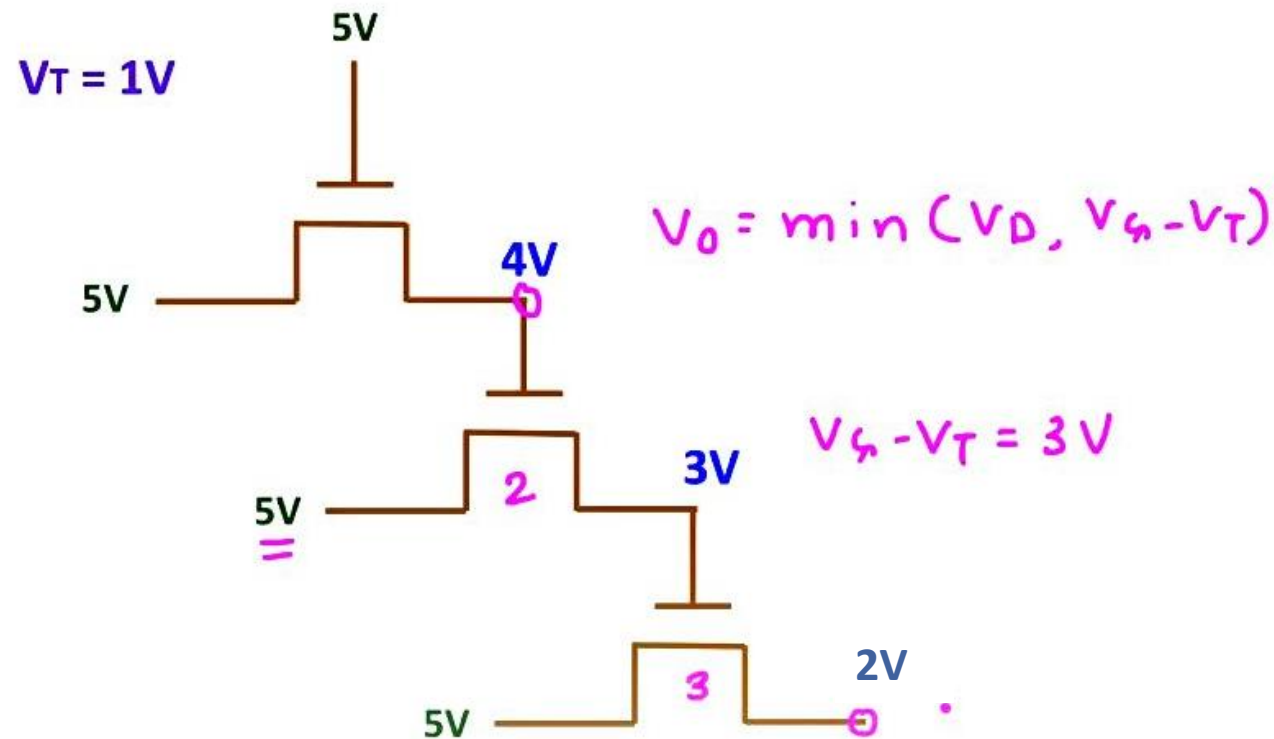 5V
VT = 1V
V0 = min (VD, VG-VT)
4V
5V
VG-VT = 3V
3V
2
5V
2V
3
5V